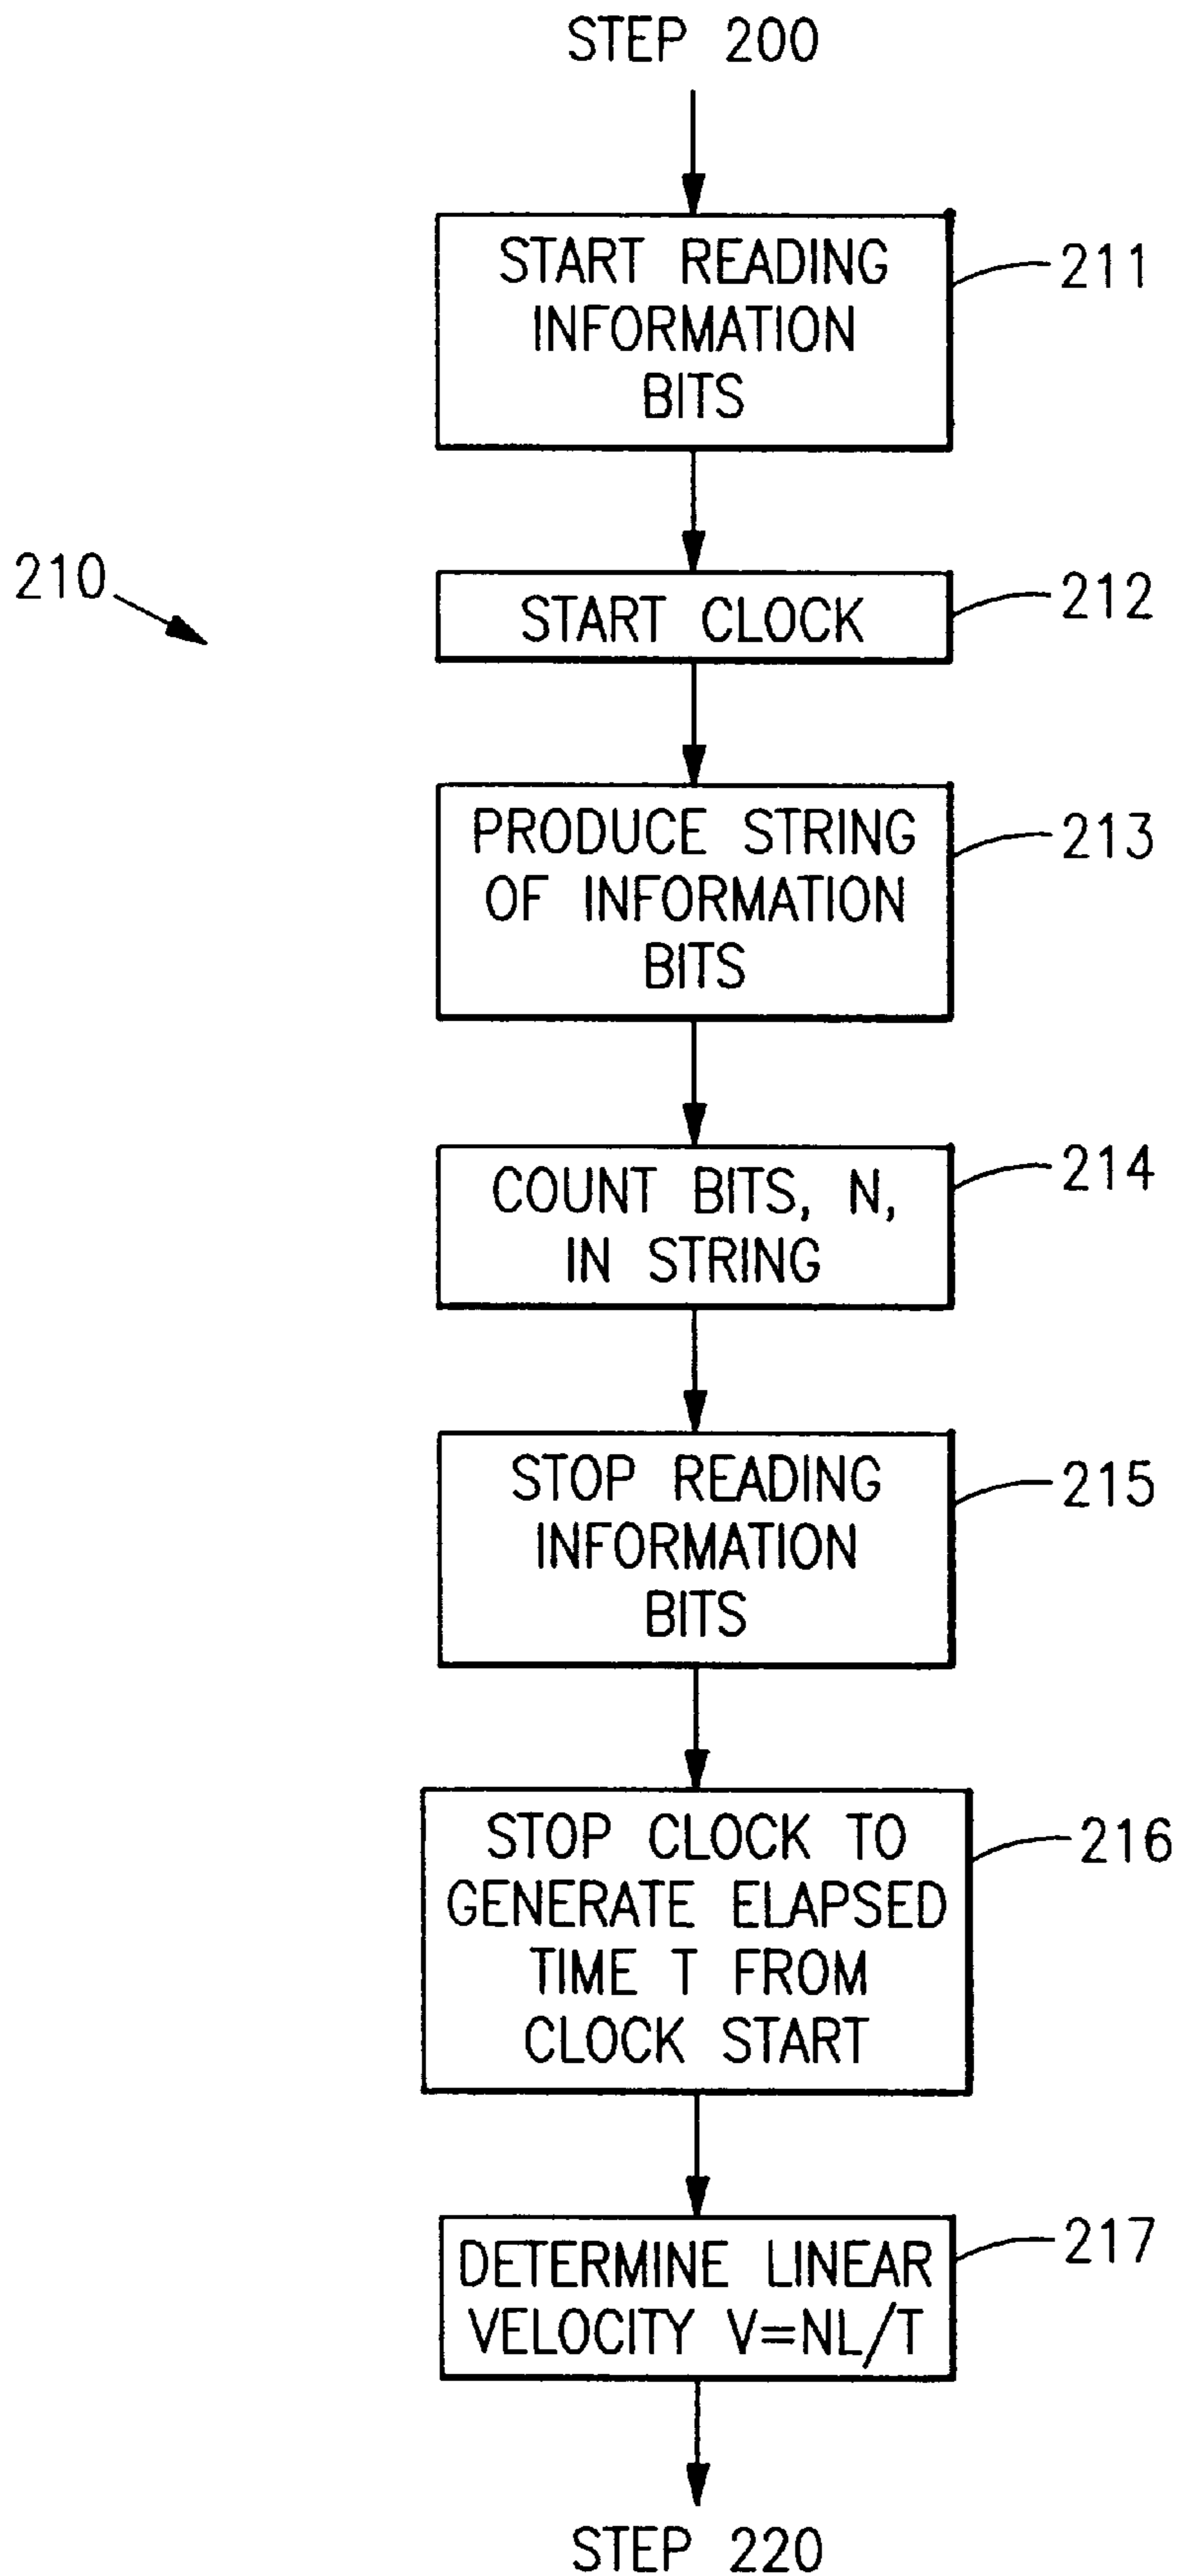 STEP 200
START READING
INFORMATION
BITS
211
210
START CLOCK
212
PRODUCE STRING
OF INFORMATION
BITS
213
COUNT BITS, N,
IN STRING
214
STOP READING
INFORMATION
BITS
215
STOP CLOCK TO
GENERATE ELAPSED
TIME T FROM
CLOCK START
216
DETERMINE LINEAR
VELOCITY V=NL/T
217
STEP 220